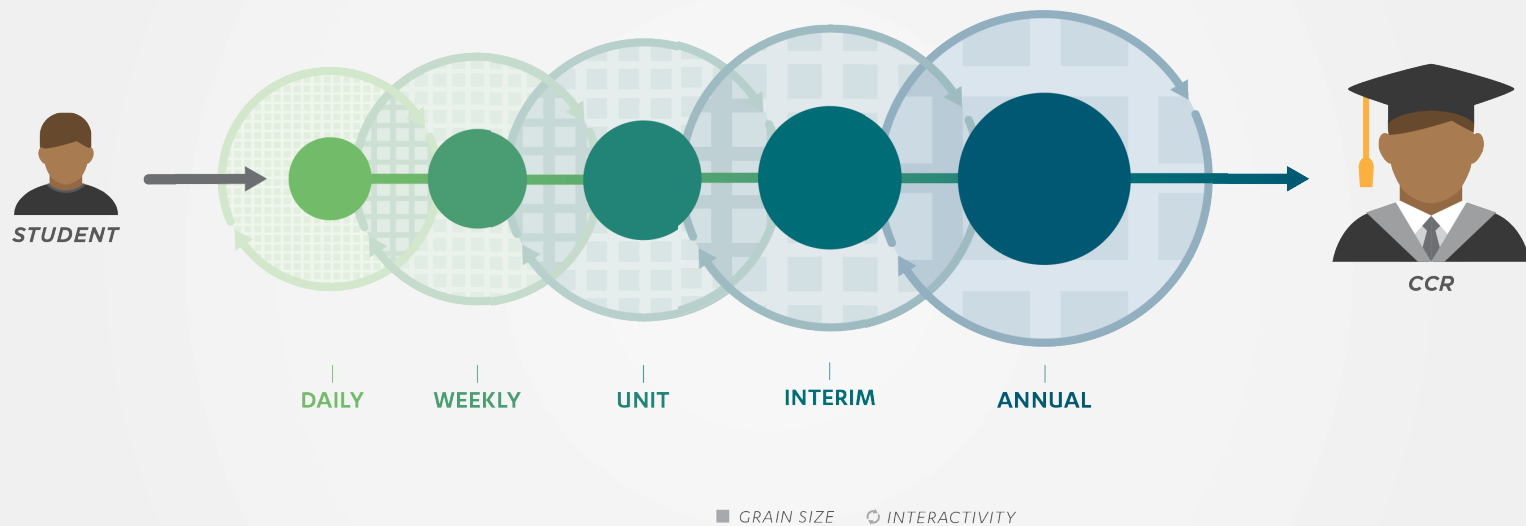 STUDENT
CCR
DAILY
WEEKLY
UNIT
INTERIM
ANNUAL
GRAIN SIZE
INTERACTIVITY